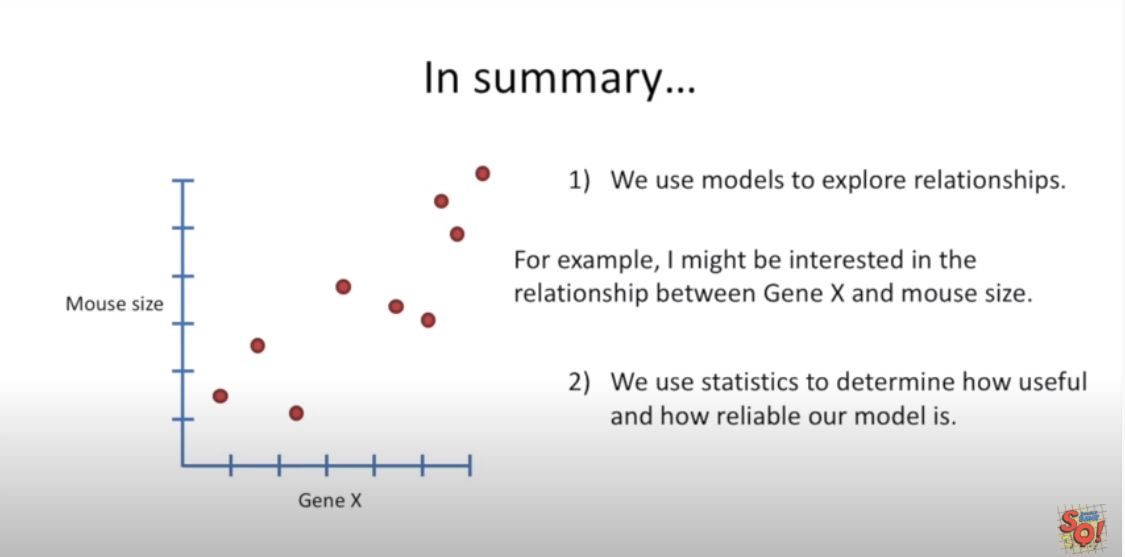 In summary...
1) We use models to explore relationships.
For example, I might be interested in the
relationship between Gene X and mouse size.
2) We use statistics to determine how useful
and how reliable our model is.
Mouse size
Gene X
SQ!